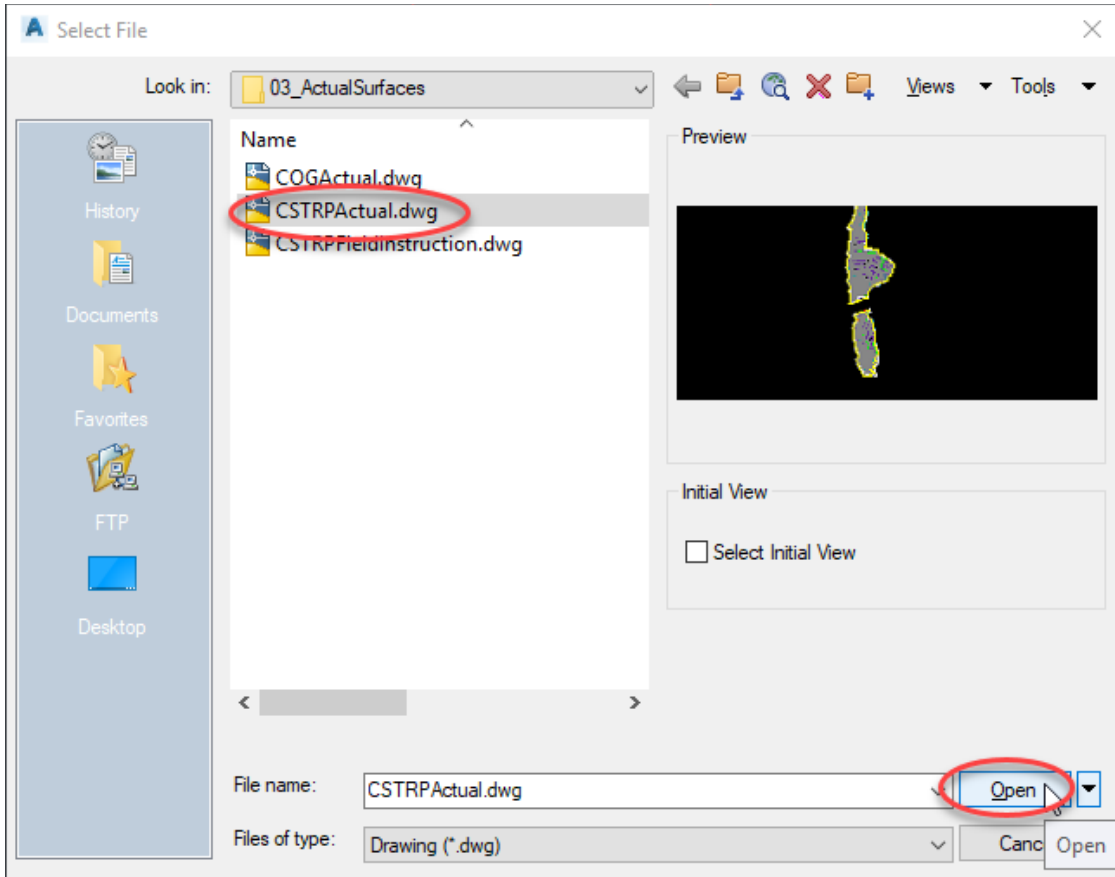 Select File
Look in:
03_ActualSurfaces
Views
Tools
History
Documents
Favorites
FTP
Desktop
Name
COGActual.dwg
CSTRPActual.dwg
CSTRPFieldInstruction.dwg
Preview
Initial View
Select Initial View
File name:
CSTRPActual.dwg
Open
Files of type:
Drawing (*.dwg)
Canc
Open